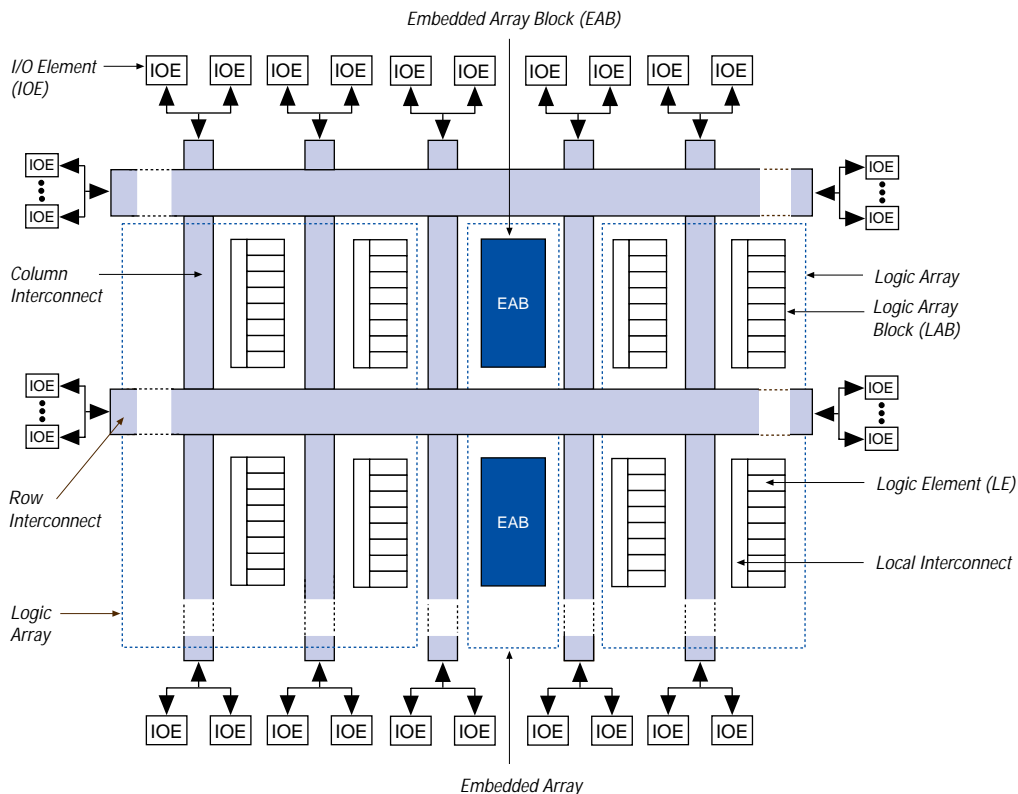 Embedded Array Block (EAB)
I/O Element
(IOE)
IOE IOE IOE IOE IOE IOE IOE IOE IOE IOE
IOE IOE
IOE IOE
Column
Interconnect
EAB
Logic Array
Logic Array
Block (LAB)
IOE IOE
IOE IOE
Row
Interconnect
EAB
Logic Element (LE)
Local Interconnect
Logic
Array
IOE IOE IOE IOE IOE IOE IOE IOE IOE IOE
Embedded Array